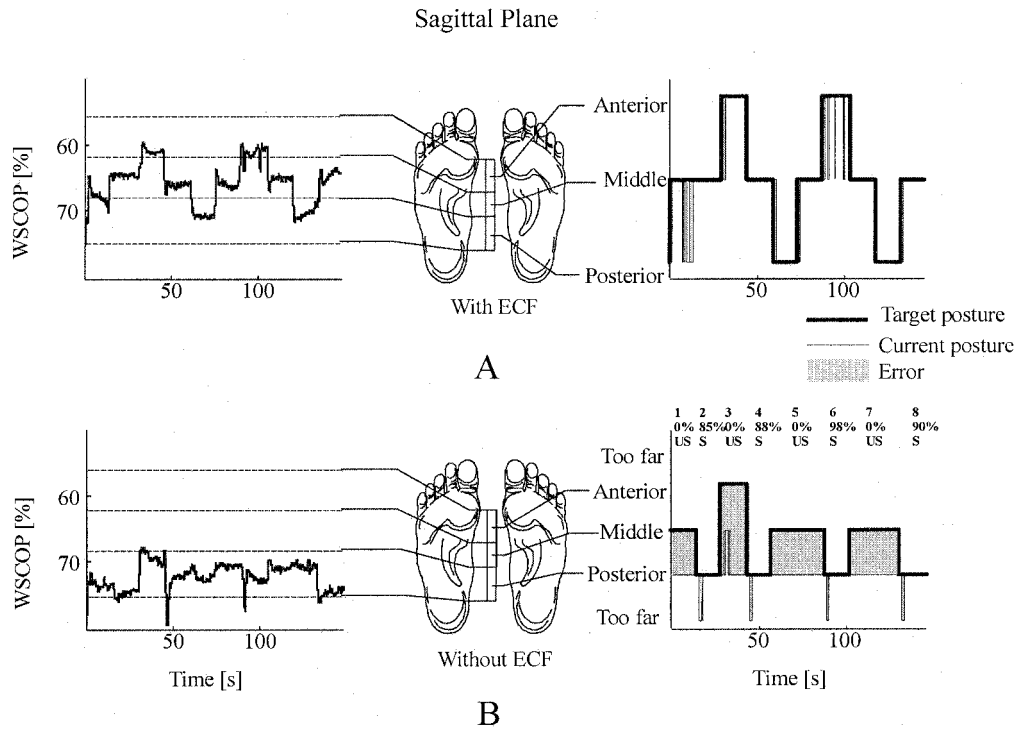 Sagittal Plane
WSCOP [%]
60
70
50
100
With ECF
Anterior
Middle
Posterior
50
100
Target posture
Current posture
Error
A
WSCOP [%]
60
70
50
100
Time [s]
Without ECF
1 2 3 4 5 6 7 8
0% 85% 0% 88% 0% 98% 0% 90%
US S US S US S US S
Too far
Anterior
Middle
Posterior
Too far
50
100
Time [s]
B